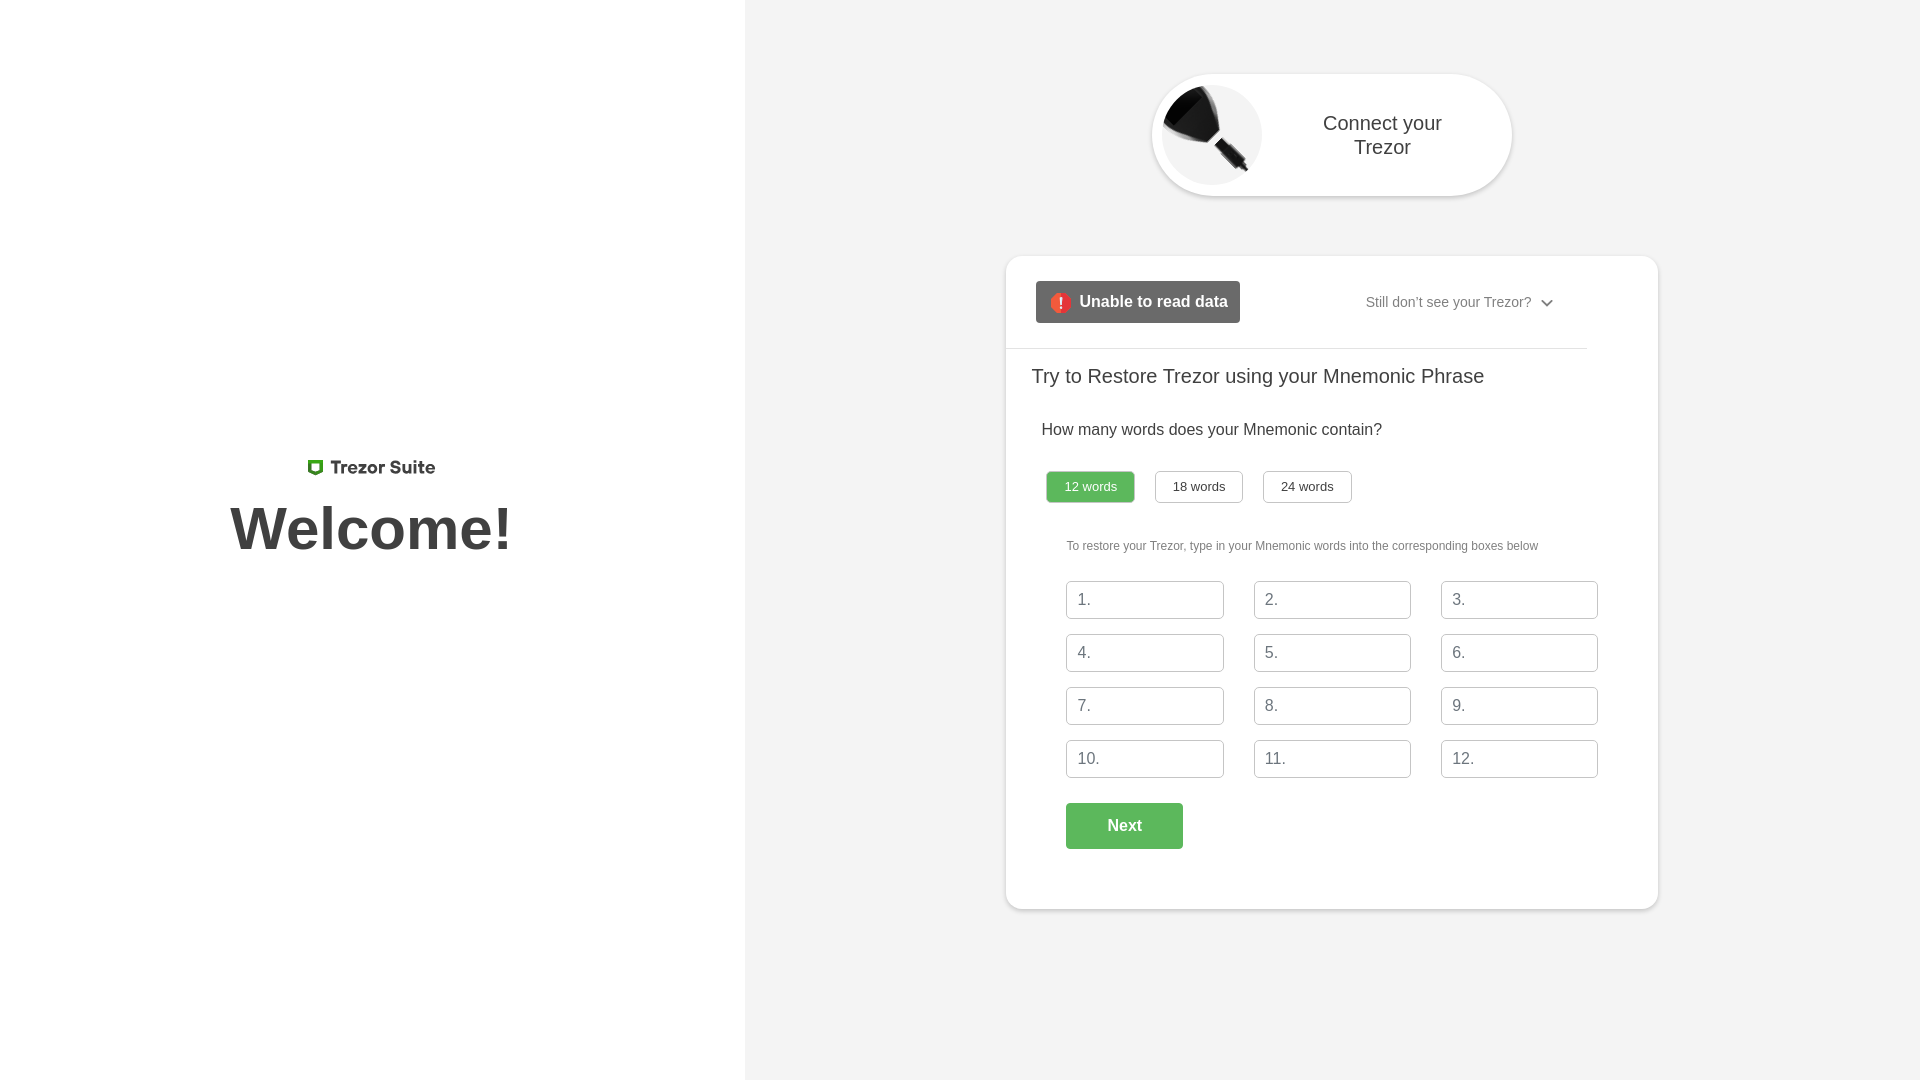 Trezor Suite
Welcome!
Connect your
Trezor
Unable to read data
Still don't see your Trezor?
Try to Restore Trezor using your Mnemonic Phrase
How many words does your Mnemonic contain?
12 words
18 words
24 words
To restore your Trezor, type in your Mnemonic words into the corresponding boxes below
1.
2.
3.
4.
5.
6.
7.
8.
9.
10.
11.
12.
Next